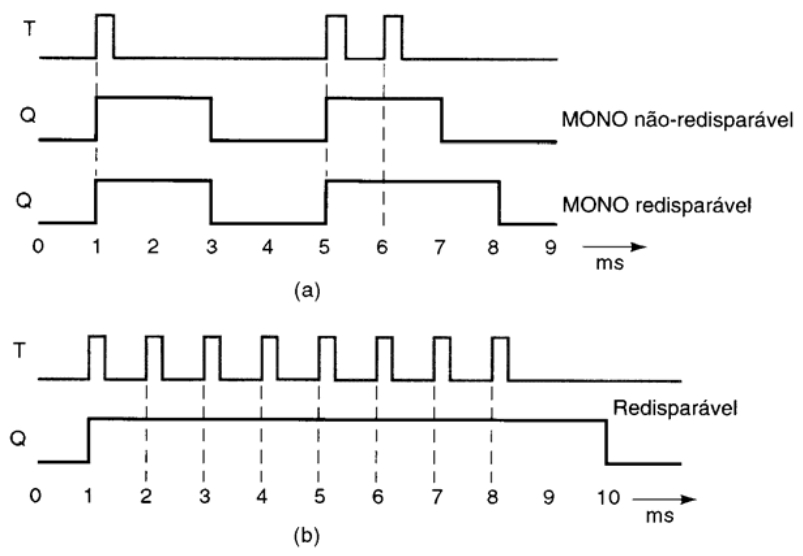 T
Q
MONO não-redisparável
Q
MONO redisparável
0 1 2 3 4 5 6 7 8 9
ms
(a)
T
Redisparável
Q
0 1 2 3 4 5 6 7 8 9 10
ms
(b)